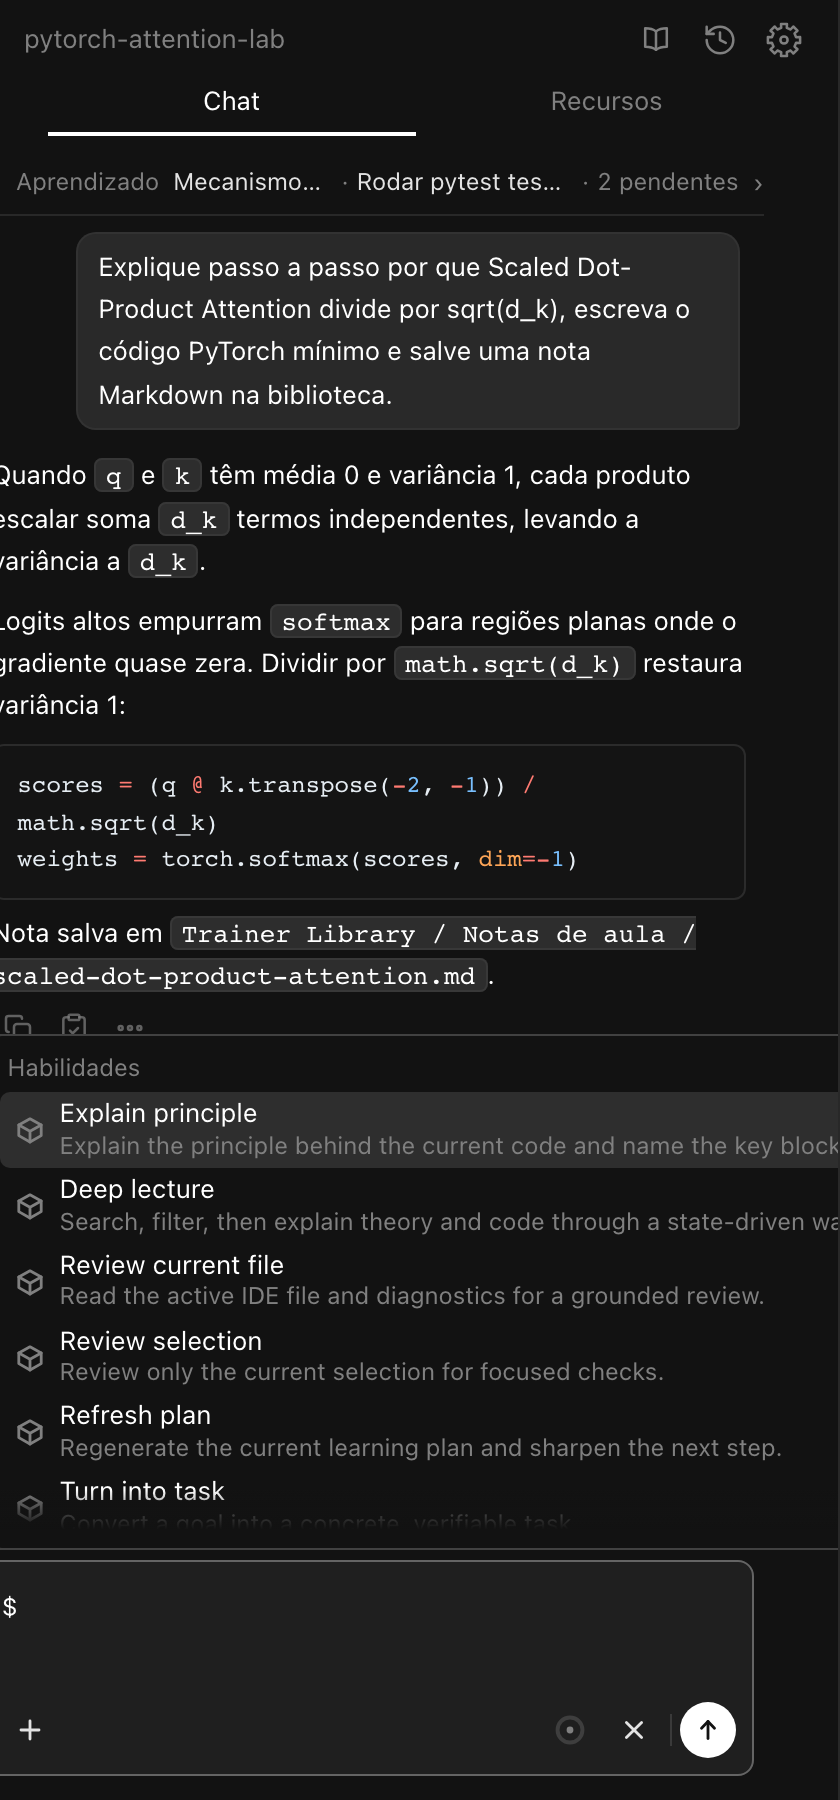 pytorch-attention-lab
Chat
Recursos
Aprendizado Mecanismo... · Rodar pytest tes... · 2 pendentes ›
Explique passo a passo por que Scaled Dot-
Product Attention divide por sqrt(d_k), escreva o
código PyTorch mínimo e salve uma nota
Markdown na biblioteca.
Quando q e k têm média 0 e variância 1, cada produto
escalar soma d_k termos independentes, levando a
variância a d_k.
Logits altos empurram softmax para regiões planas onde o
gradiente quase zera. Dividir por math.sqrt(d_k) restaura
variância 1:
scores = (q @ k.transpose(-2, -1)) /
math.sqrt(d_k)
weights = torch.softmax(scores, dim=-1)
Nota salva em Trainer Library / Notas de aula /
scaled-dot-product-attention.md.
Habilidades
Explain principle
Explain the principle behind the current code and name the key block
Deep lecture
Search, filter, then explain theory and code through a state-driven wa
Review current file
Read the active IDE file and diagnostics for a grounded review.
Review selection
Review only the current selection for focused checks.
Refresh plan
Regenerate the current learning plan and sharpen the next step.
Turn into task
Convert a goal into a concrete, verifiable task
$